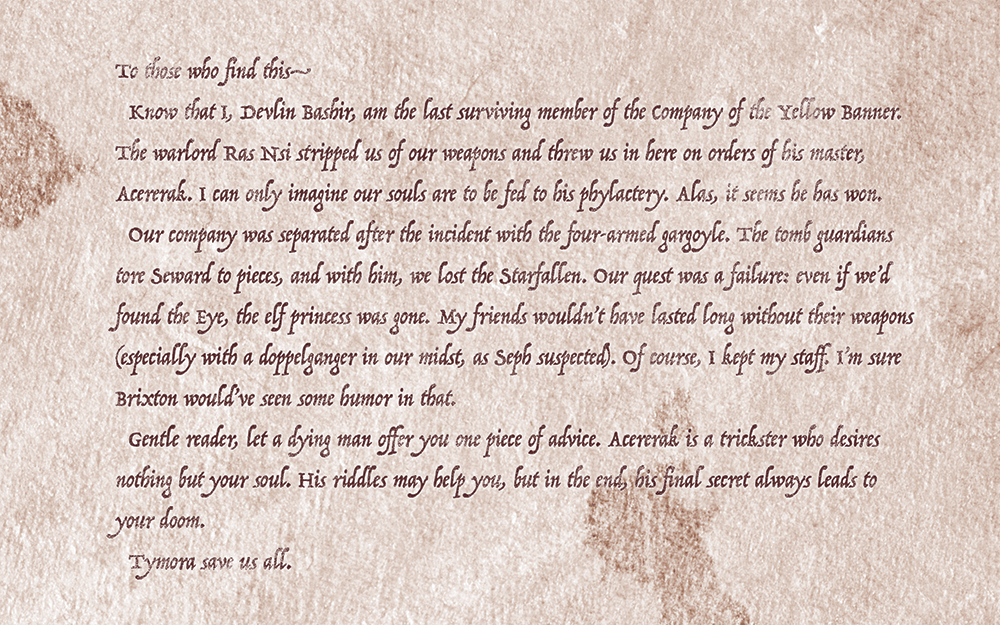 To those who find this~
Know that I, Devlin Bashir, am the last surviving member of the Company of the Yellow Banner.
The warlord Ras Nsi stripped us of our weapons and threw us in here on orders of his master,
Acererak. I can only imagine our souls are to be fed to his phylactery. Alas, it seems he has won.
Our company was separated after the incident with the four-armed gargoyle. The tomb guardians
tore Seward to pieces, and with him, we lost the Starfallen. Our quest was a failure: even if we’d
found the Eye, the elf princess was gone. My friends wouldn’t have lasted long without their weapons
(especially with a doppelganger in our midst, as Seph suspected). Of course, I kept my staff. I’m sure
Brixton would’ve seen some humor in that.
Gentle reader, let a dying man offer you one piece of advice. Acererak is a trickster who desires
nothing but your soul. His riddles may help you, but in the end, his final secret always leads to
your doom.
Tymora save us all.